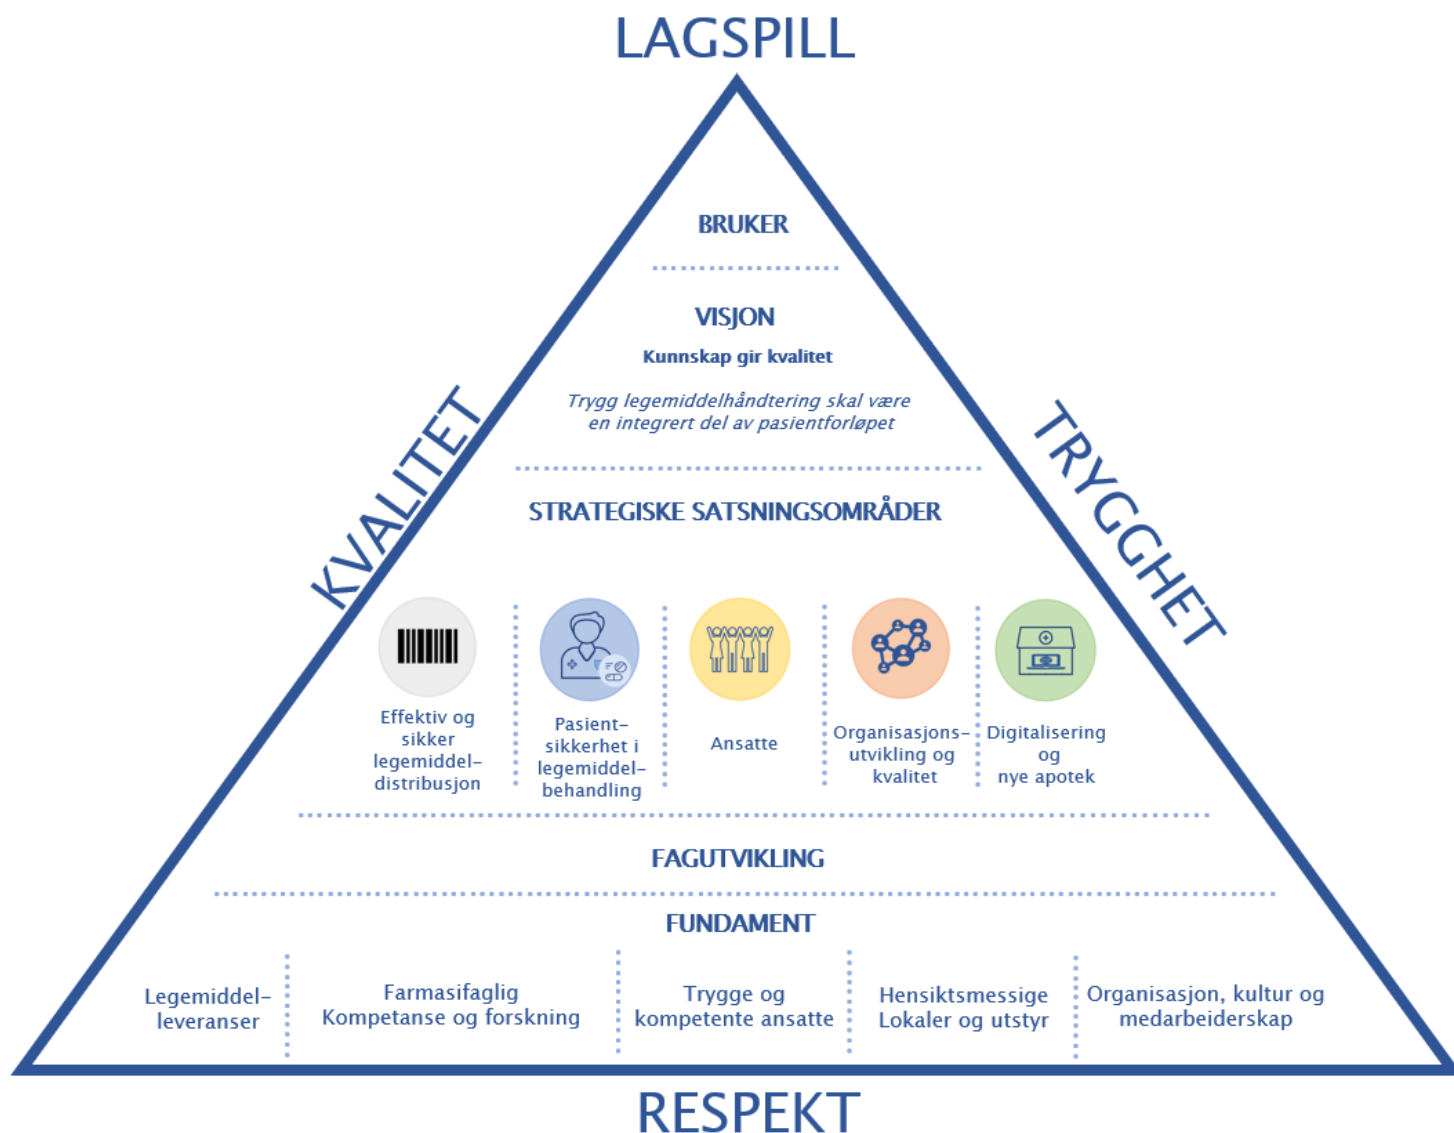 LAGSPILL
BRUKER
VISJON
Kunnskap gir kvalitet
Trygg legemiddelhåndtering skal være
en integrert del av pasientforløpet
KVALITET
TRYGGHET
STRATEGISKE SATSNINGSOMRÅDER
Effektiv og
sikker
legemiddel-
distribusjon
Pasient-
sikkerhet i
legemiddel-
behandling
Ansatte
Organisasjons-
utvikling og
kvalitet
Digitalisering
og
nye apotek
FAGUTVIKLING
FUNDAMENT
Legemiddel-
leveranser
Farmasifaglig
Kompetanse og forskning
Trygge og
kompetente ansatte
Hensiktsmessige
Lokaler og utstyr
Organisasjon, kultur og
medarbeiderskap
RESPEKT